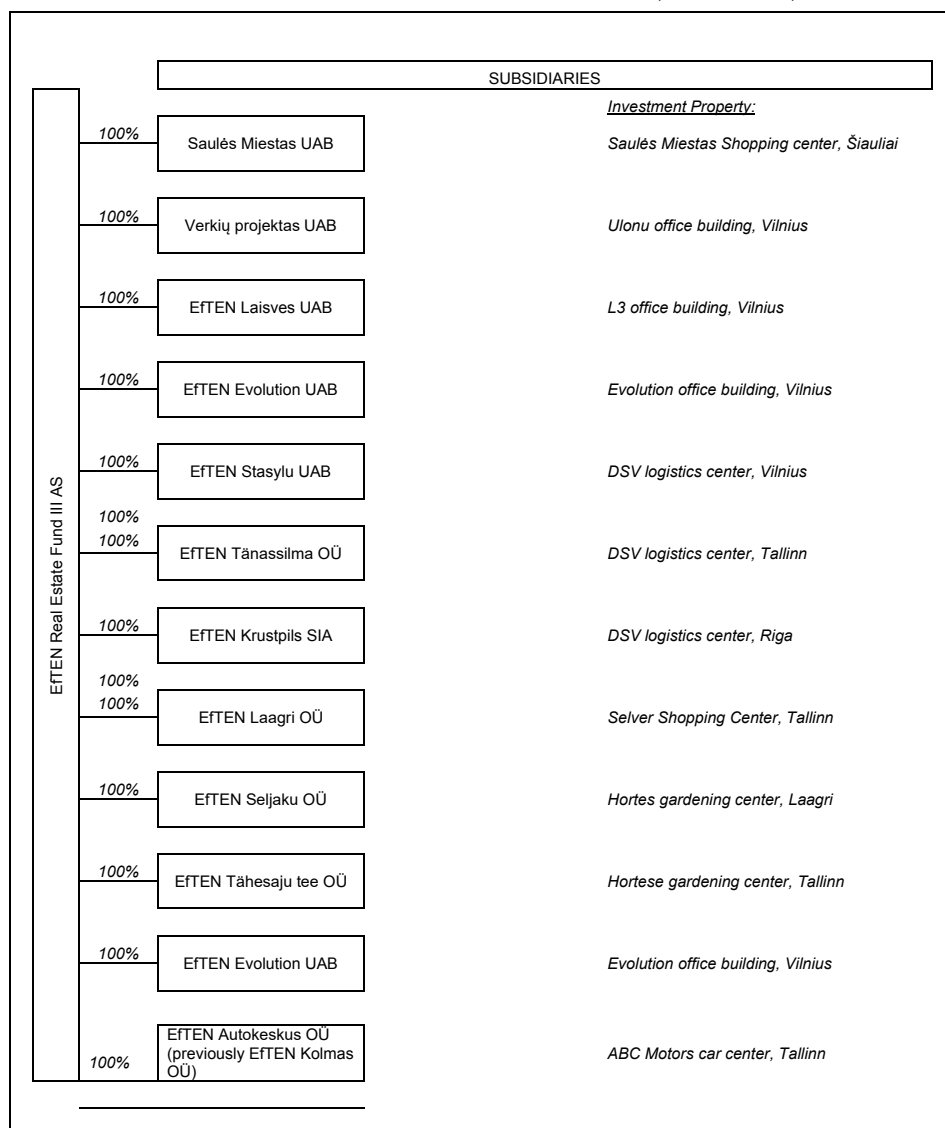 SUBSIDIARIES
Investment Property:
100%
Saulės Miestas UAB
Saulės Miestas Shopping center, Šiauliai
100%
Verkių projektas UAB
Ulonu office building, Vilnius
100%
EfTEN Laisves UAB
L3 office building, Vilnius
100%
EfTEN Evolution UAB
Evolution office building, Vilnius
100%
EfTEN Stasylu UAB
DSV logistics center, Vilnius
EfTEN Real Estate Fund III AS
100%
100%
EfTEN Tänassilma OÜ
DSV logistics center, Tallinn
100%
EfTEN Krustpils SIA
DSV logistics center, Riga
100%
100%
EfTEN Laagri OÜ
Selver Shopping Center, Tallinn
100%
EfTEN Seljaku OÜ
Hortes gardening center, Laagri
100%
EfTEN Tähesaju tee OÜ
Hortese gardening center, Tallinn
100%
EfTEN Evolution UAB
Evolution office building, Vilnius
100%
EfTEN Autokeskus OÜ
(previously EfTEN Kolmas
OÜ)
ABC Motors car center, Tallinn